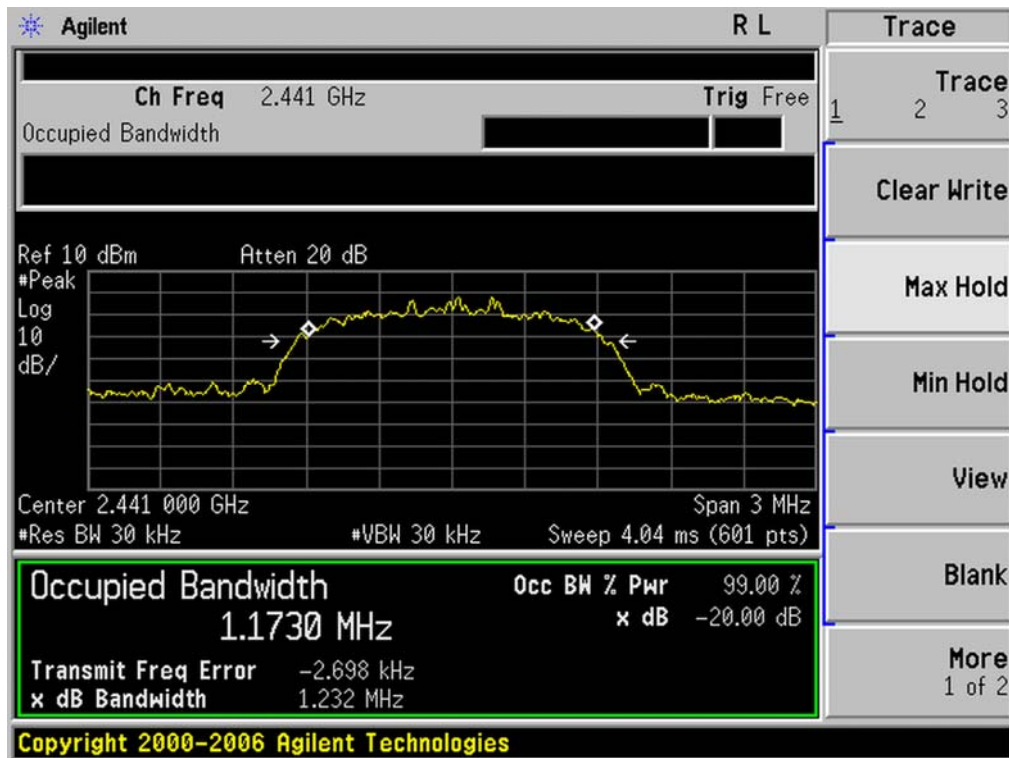 Agilent R L
Ch Freq 2.441 GHz Trig Free
Occupied Bandwidth
Ref 10 dBm Atten 20 dB
#Peak
Log
10
dB/
Center 2.441 000 GHz Span 3 MHz
#Res BW 30 kHz #VBW 30 kHz Sweep 4.04 ms (601 pts)
Occupied Bandwidth
1.1730 MHz
Occ BW % Pwr 99.00 %
x dB -20.00 dB
Transmit Freq Error -2.698 kHz
x dB Bandwidth 1.232 MHz
Copyright 2000-2006 Agilent Technologies
Trace
Trace
1 2 3
Clear Write
Max Hold
Min Hold
View
Blank
More
1 of 2